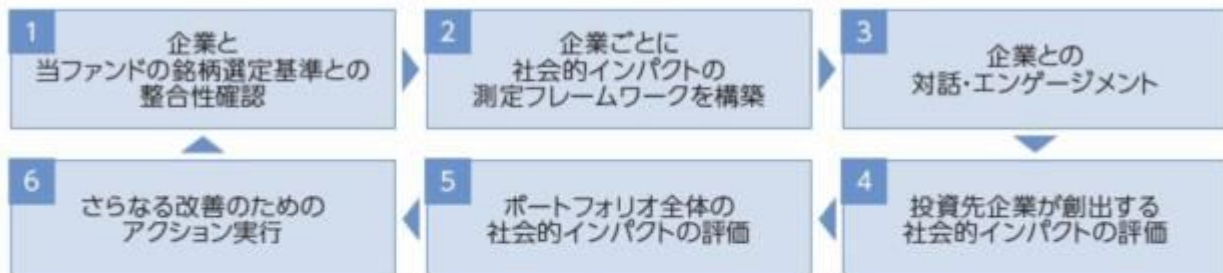 1
企業と
当ファンドの銘柄選定基準との
整合性確認
2
企業ごとに
社会的インパクトの
測定フレームワークを構築
3
企業との
対話・エンゲージメント
4
投資先企業が創出する
社会的インパクトの評価
5
ポートフォリオ全体の
社会的インパクトの評価
6
さらなる改善のための
アクション実行